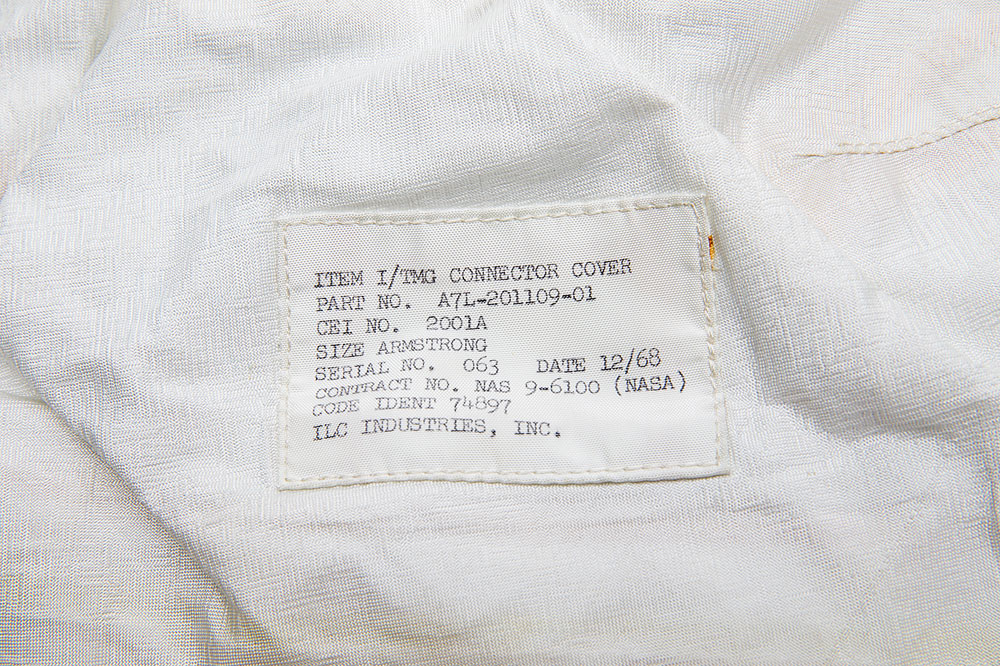 ITEM I/TMG CONNECTOR COVER
PART NO. A7L-201109-01
CEI NO. 2001A
SIZE ARMSTRONG
SERIAL NO. 063 DATE 12/68
CONTRACT NO. NAS 9-6100 (NASA)
CODE IDENT 74897
ILC INDUSTRIES, INC.